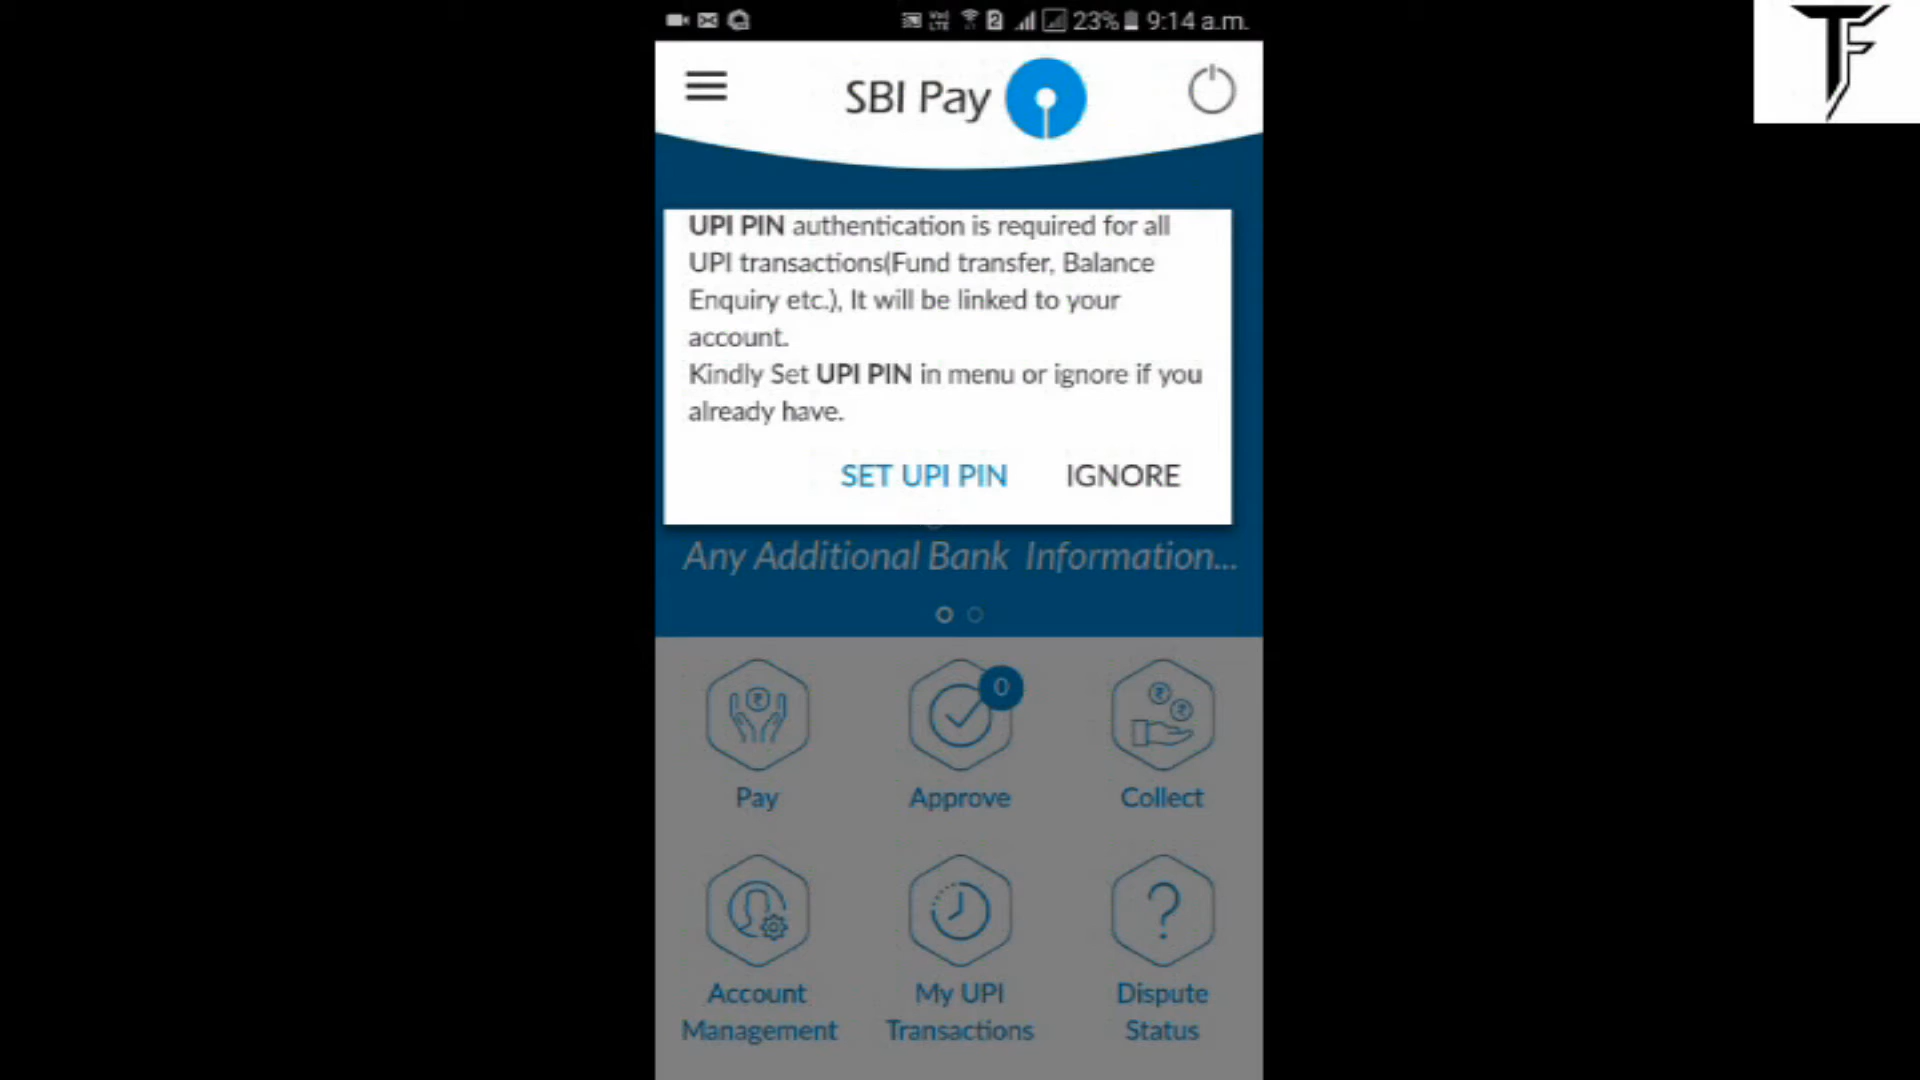 23% 9:14 a.m.
SBI Pay
UPI PIN authentication is required for all
UPI transactions(Fund transfer, Balance
Enquiry etc.), It will be linked to your
account.
Kindly Set UPI PIN in menu or ignore if you
already have.
SET UPI PIN IGNORE
Any Additional Bank Information...
0
Pay Approve Collect
Account Management
My UPI Transactions
Dispute Status